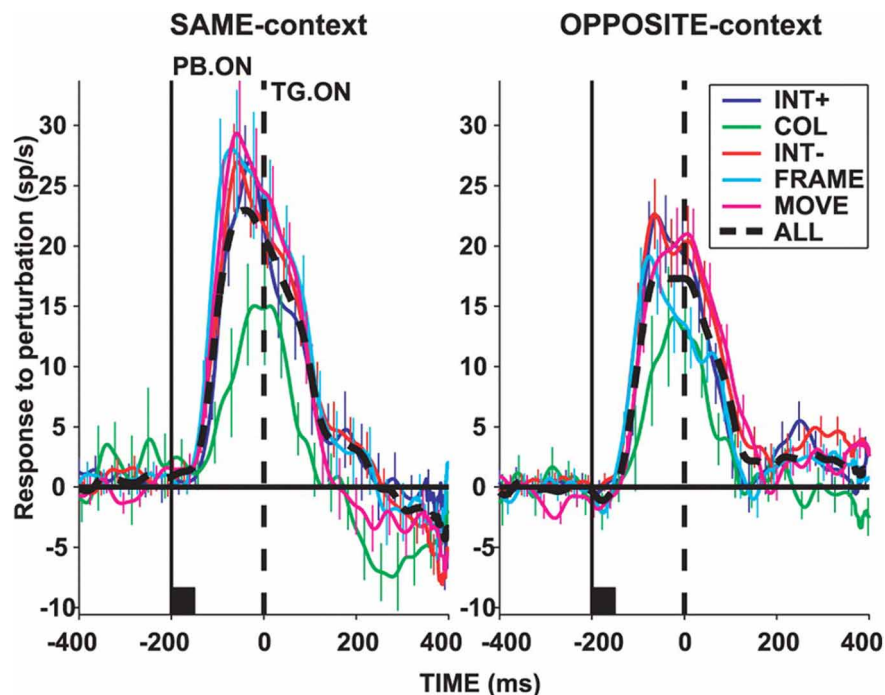 SAME-context
OPPOSITE-context
PB.ON
TG.ON
INT+
COL
INT-
FRAME
MOVE
ALL
Response to perturbation (sp/s)
30
25
20
15
10
5
0
-5
-10
30
25
20
15
10
5
0
-5
-10
-400 -200 0 200 400
-400 -200 0 200 400
TIME (ms)